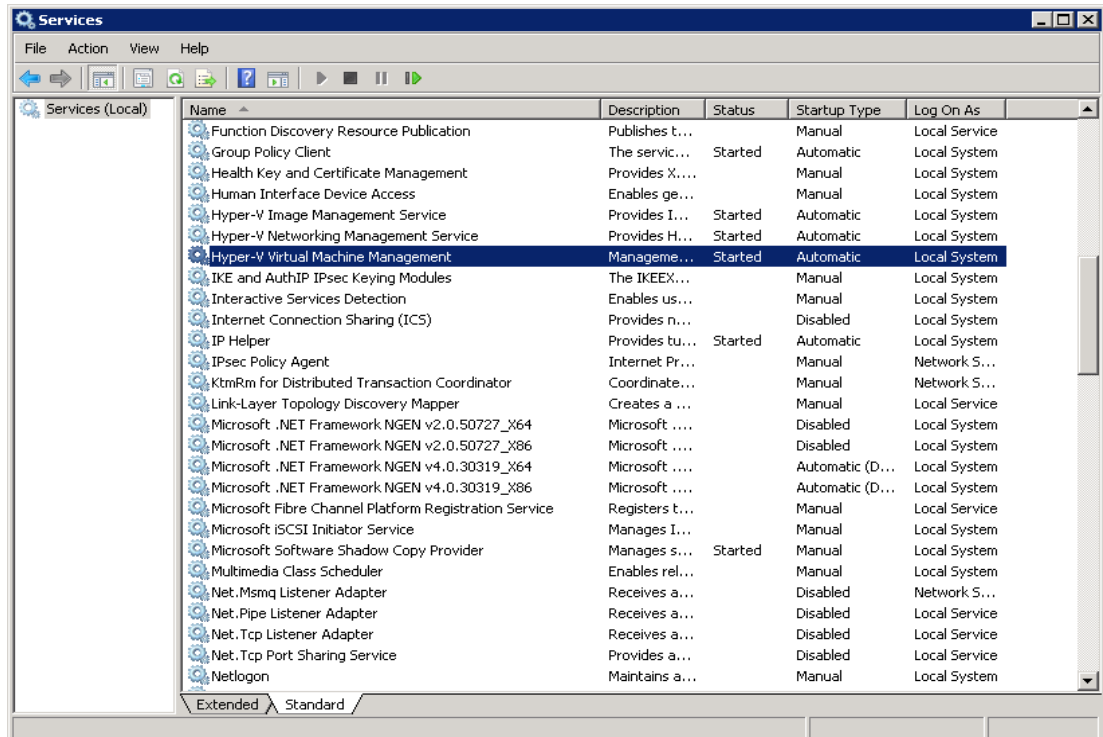 Services
File Action View Help
Services (Local)
Name Description Status Startup Type Log On As
Function Discovery Resource Publication Publishes t... Manual Local Service
Group Policy Client The servic... Started Automatic Local System
Health Key and Certificate Management Provides X.... Manual Local System
Human Interface Device Access Enables ge... Manual Local System
Hyper-V Image Management Service Provides I... Started Automatic Local System
Hyper-V Networking Management Service Provides H... Started Automatic Local System
Hyper-V Virtual Machine Management Manageme... Started Automatic Local System
IKE and AuthIP IPsec Keying Modules The IKEEX... Manual Local System
Interactive Services Detection Enables us... Manual Local System
Internet Connection Sharing (ICS) Provides n... Disabled Local System
IP Helper Provides tu... Started Automatic Local System
IPsec Policy Agent Internet Pr... Manual Network S...
KtmRm for Distributed Transaction Coordinator Coordinate... Manual Network S...
Link-Layer Topology Discovery Mapper Creates a ... Manual Local Service
Microsoft .NET Framework NGEN v2.0.50727_X64 Microsoft .... Disabled Local System
Microsoft .NET Framework NGEN v2.0.50727_X86 Microsoft .... Disabled Local System
Microsoft .NET Framework NGEN v4.0.30319_X64 Microsoft .... Automatic (D... Local System
Microsoft .NET Framework NGEN v4.0.30319_X86 Microsoft .... Automatic (D... Local System
Microsoft Fibre Channel Platform Registration Service Registers t... Manual Local Service
Microsoft iSCSI Initiator Service Manages I... Manual Local System
Microsoft Software Shadow Copy Provider Manages s... Started Manual Local System
Multimedia Class Scheduler Enables rel... Manual Local System
Net.Msmq Listener Adapter Receives a... Disabled Network S...
Net.Pipe Listener Adapter Receives a... Disabled Local Service
Net.Tcp Listener Adapter Receives a... Disabled Local Service
Net.Tcp Port Sharing Service Provides a... Disabled Local Service
Netlogon Maintains a... Manual Local System
Extended Standard